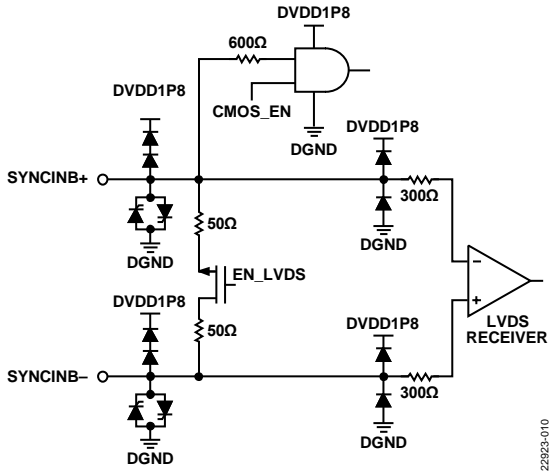 DVDD1P8
600Ω
DVDD1P8
CMOS_EN
DGND
DVDD1P8
SYNCINB+
300Ω
50Ω
DGND
EN_LVDS
DGND
–
+
DVDD1P8
50Ω
DVDD1P8
LVDS
RECEIVER
SYNCINB–
300Ω
DGND
DGND
22923-010